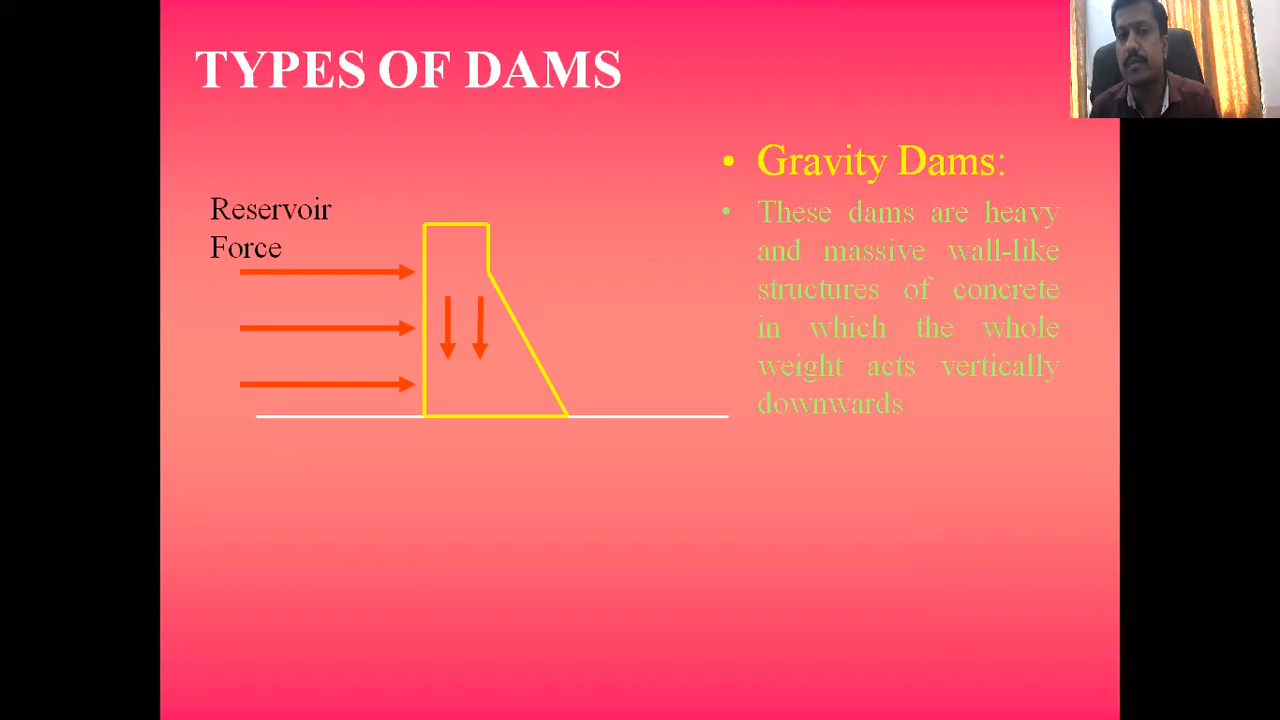 TYPES OF DAMS
Reservoir
Force
• Gravity Dams:
• These dams are heavy
and massive wall-like
structures of concrete
in which the whole
weight acts vertically
downwards